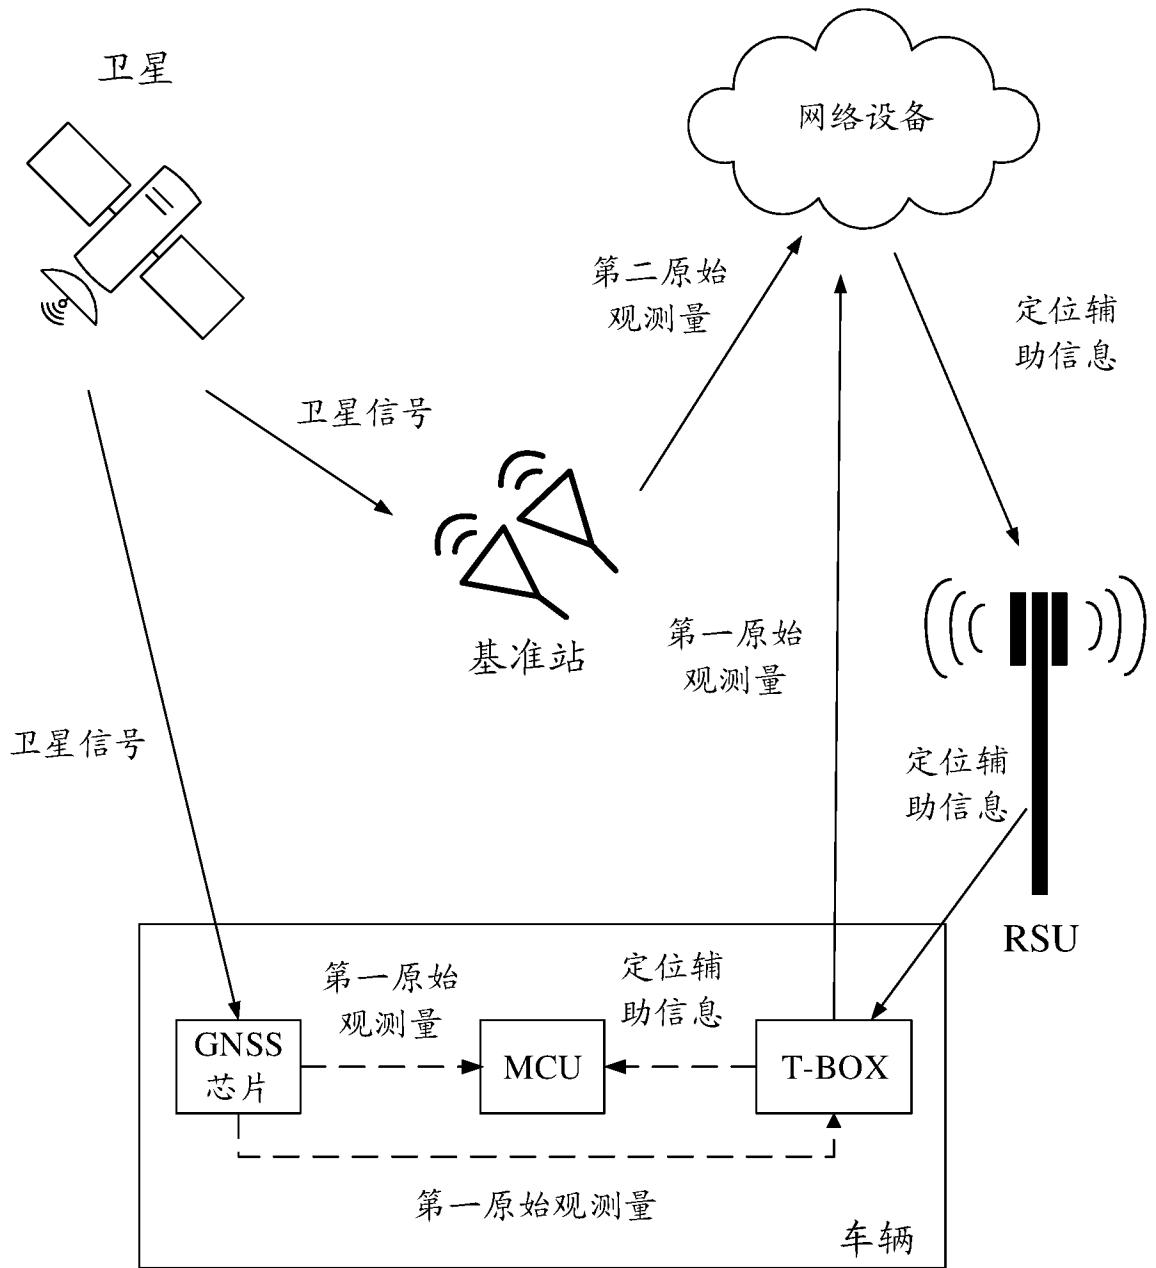 卫星
网络设备
第二原始
观测量
定位辅
助信息
卫星信号
基准站
第一原始
观测量
卫星信号
定位辅
助信息
RSU
第一原始
观测量
定位辅
助信息
GNSS
芯片
MCU
T-BOX
第一原始观测量
车辆